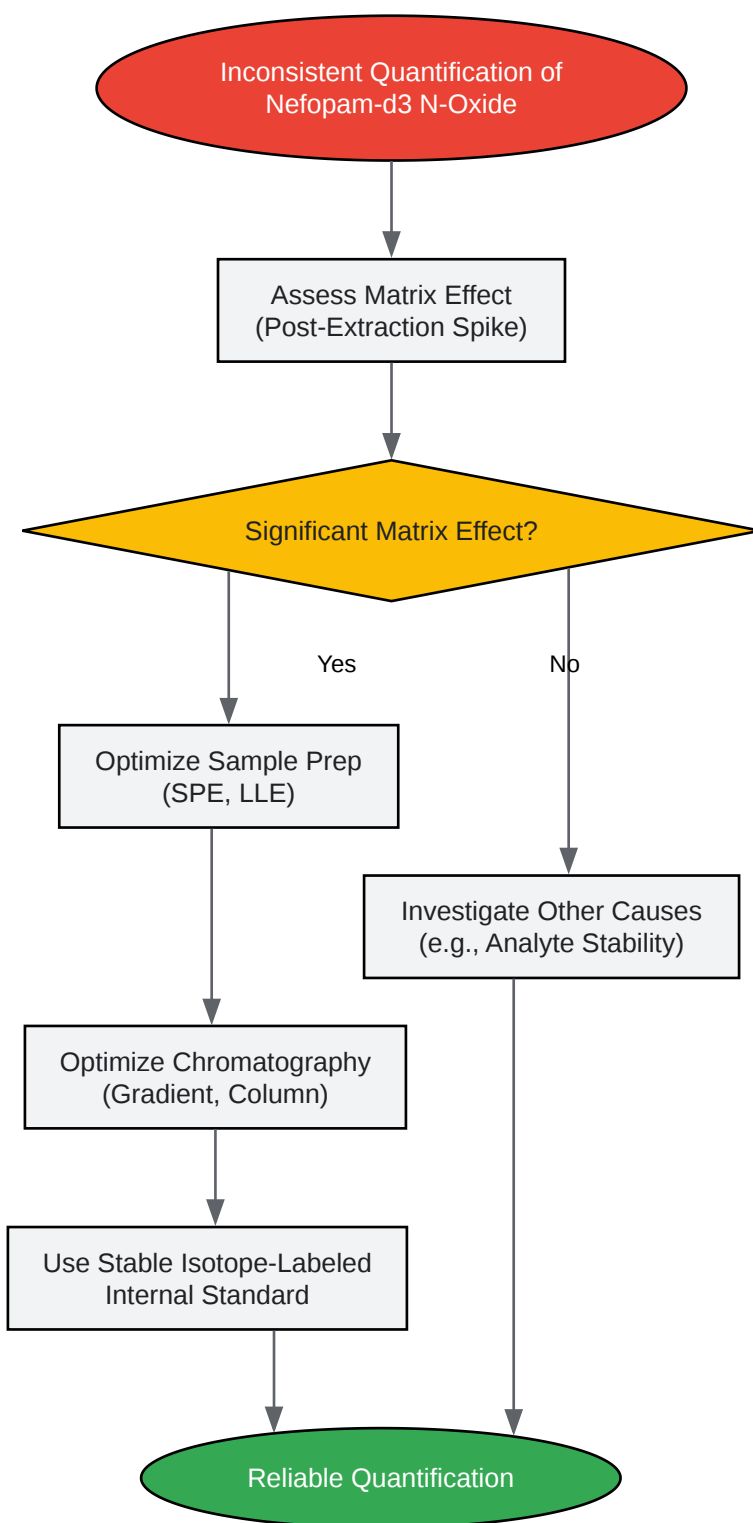 Inconsistent Quantification of
Nefopam-d3 N-Oxide
Assess Matrix Effect
(Post-Extraction Spike)
Significant Matrix Effect?
Yes
No
Optimize Sample Prep
(SPE, LLE)
Investigate Other Causes
(e.g., Analyte Stability)
Optimize Chromatography
(Gradient, Column)
Use Stable Isotope-Labeled
Internal Standard
Reliable Quantification